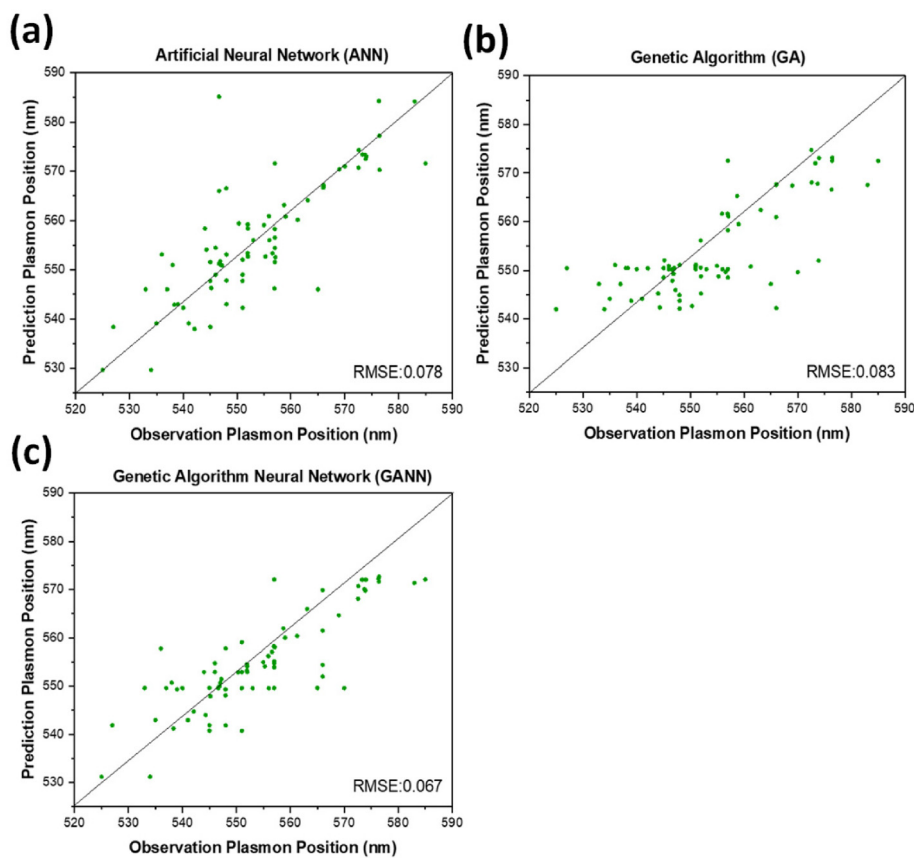 (a)
Artificial Neural Network (ANN)
Prediction Plasmon Position (nm)
590
580
570
560
550
540
530
520 530 540 550 560 570 580 590
RMSE:0.078
Observation Plasmon Position (nm)
(b)
Genetic Algorithm (GA)
Prediction Plasmon Position (nm)
590
580
570
560
550
540
530
520 530 540 550 560 570 580 590
RMSE:0.083
Observation Plasmon Position (nm)
(c)
Genetic Algorithm Neural Network (GANN)
Prediction Plasmon Position (nm)
590
580
570
560
550
540
530
520 530 540 550 560 570 580 590
RMSE:0.067
Observation Plasmon Position (nm)